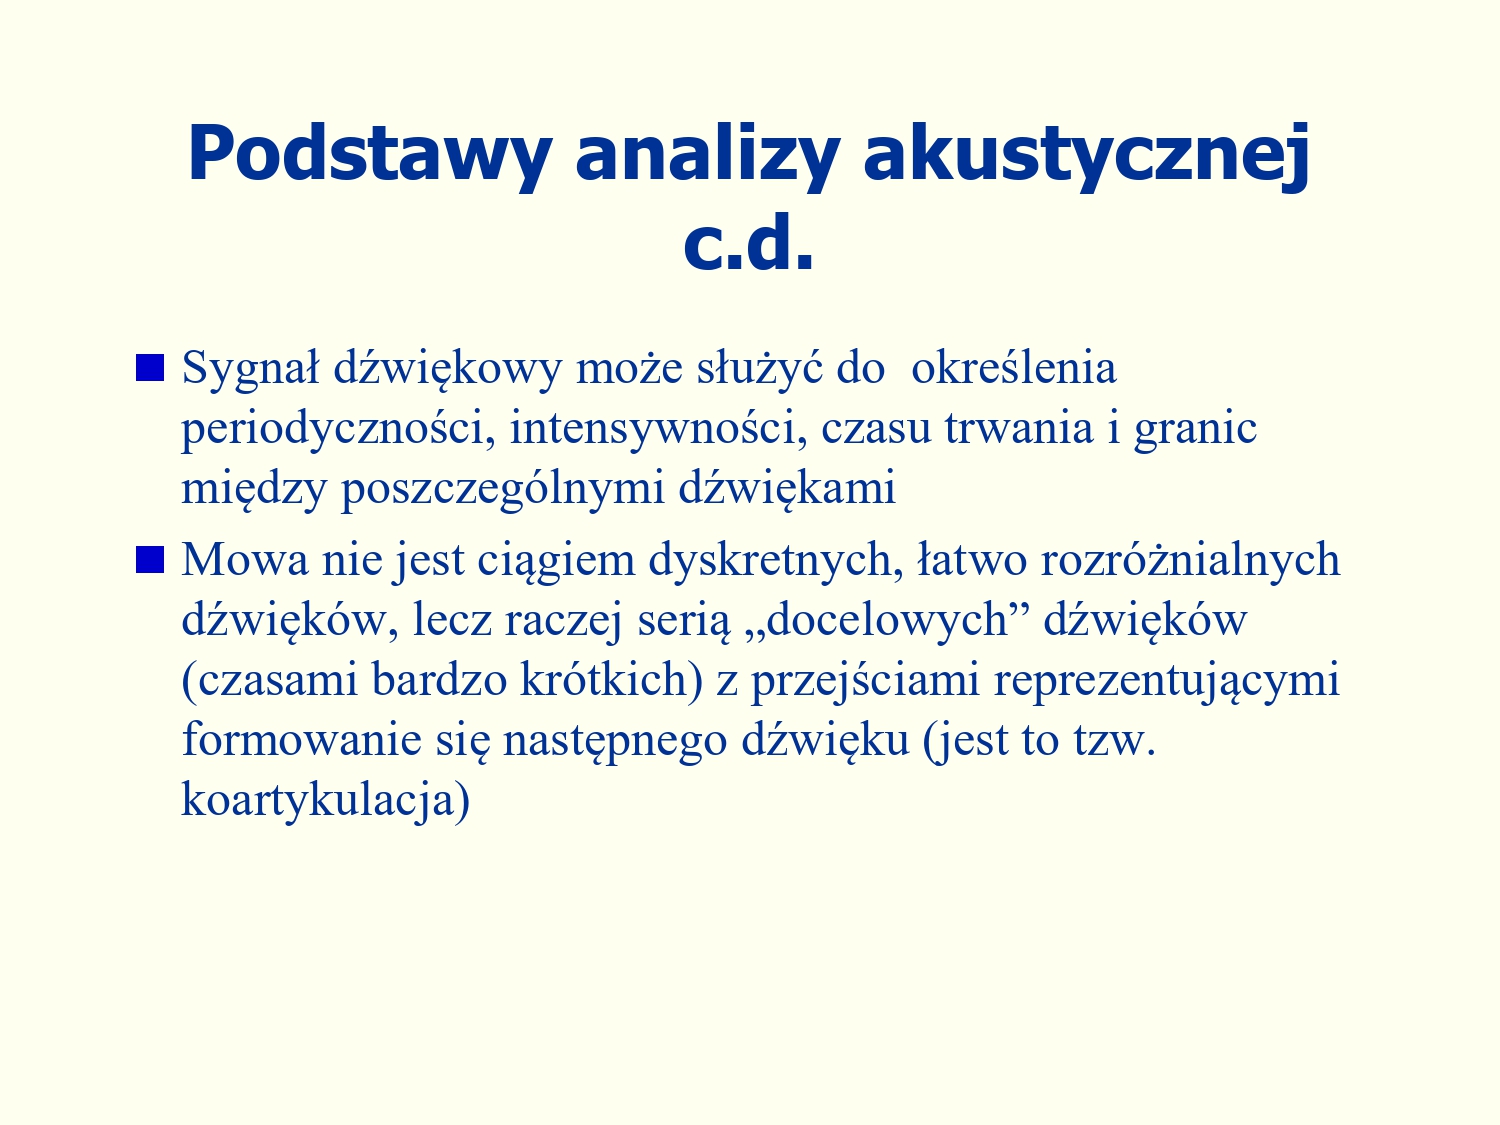 Podstawy analizy akustycznej
c.d.
Sygnał dźwiękowy może służyć do  określenia
periodyczności, intensywności, czasu trwania i granic
między poszczególnymi dźwiękami
Mowa nie jest ciągiem dyskretnych, łatwo rozróżnialnych
dźwięków, lecz raczej serią „docelowych” dźwięków
(czasami bardzo krótkich) z przejściami reprezentującymi
formowanie się następnego dźwięku (jest to tzw.
koartykulacja)